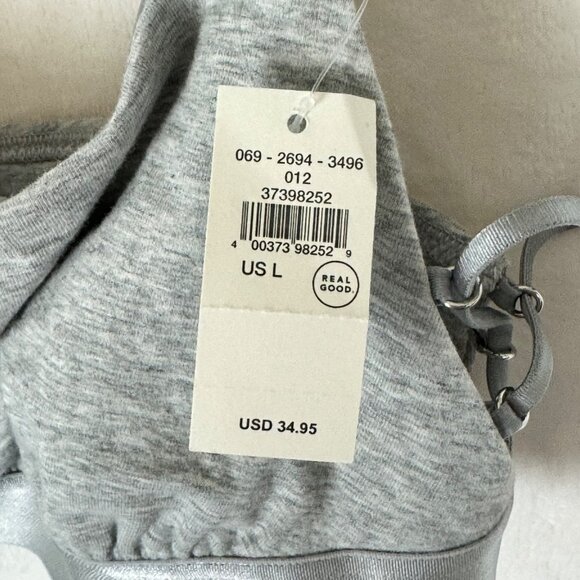 069 - 2694 - 3496
012
37398252
4 00373 98252 9
US L
REAL
GOOD.
USD 34.95